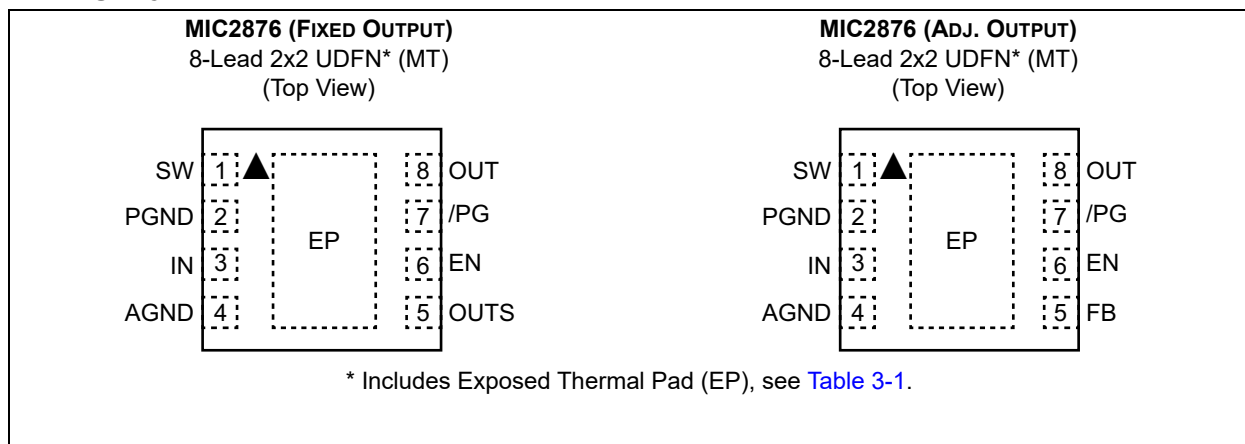 MIC2876 (FIXED OUTPUT)
8-Lead 2x2 UDFN* (MT)
(Top View)
SW 1 8 OUT
PGND 2 7 /PG
EP
IN 3 6 EN
AGND 4 5 OUTS
MIC2876 (ADJ. OUTPUT)
8-Lead 2x2 UDFN* (MT)
(Top View)
SW 1 8 OUT
PGND 2 7 /PG
EP
IN 3 6 EN
AGND 4 5 FB
* Includes Exposed Thermal Pad (EP), see Table 3-1.